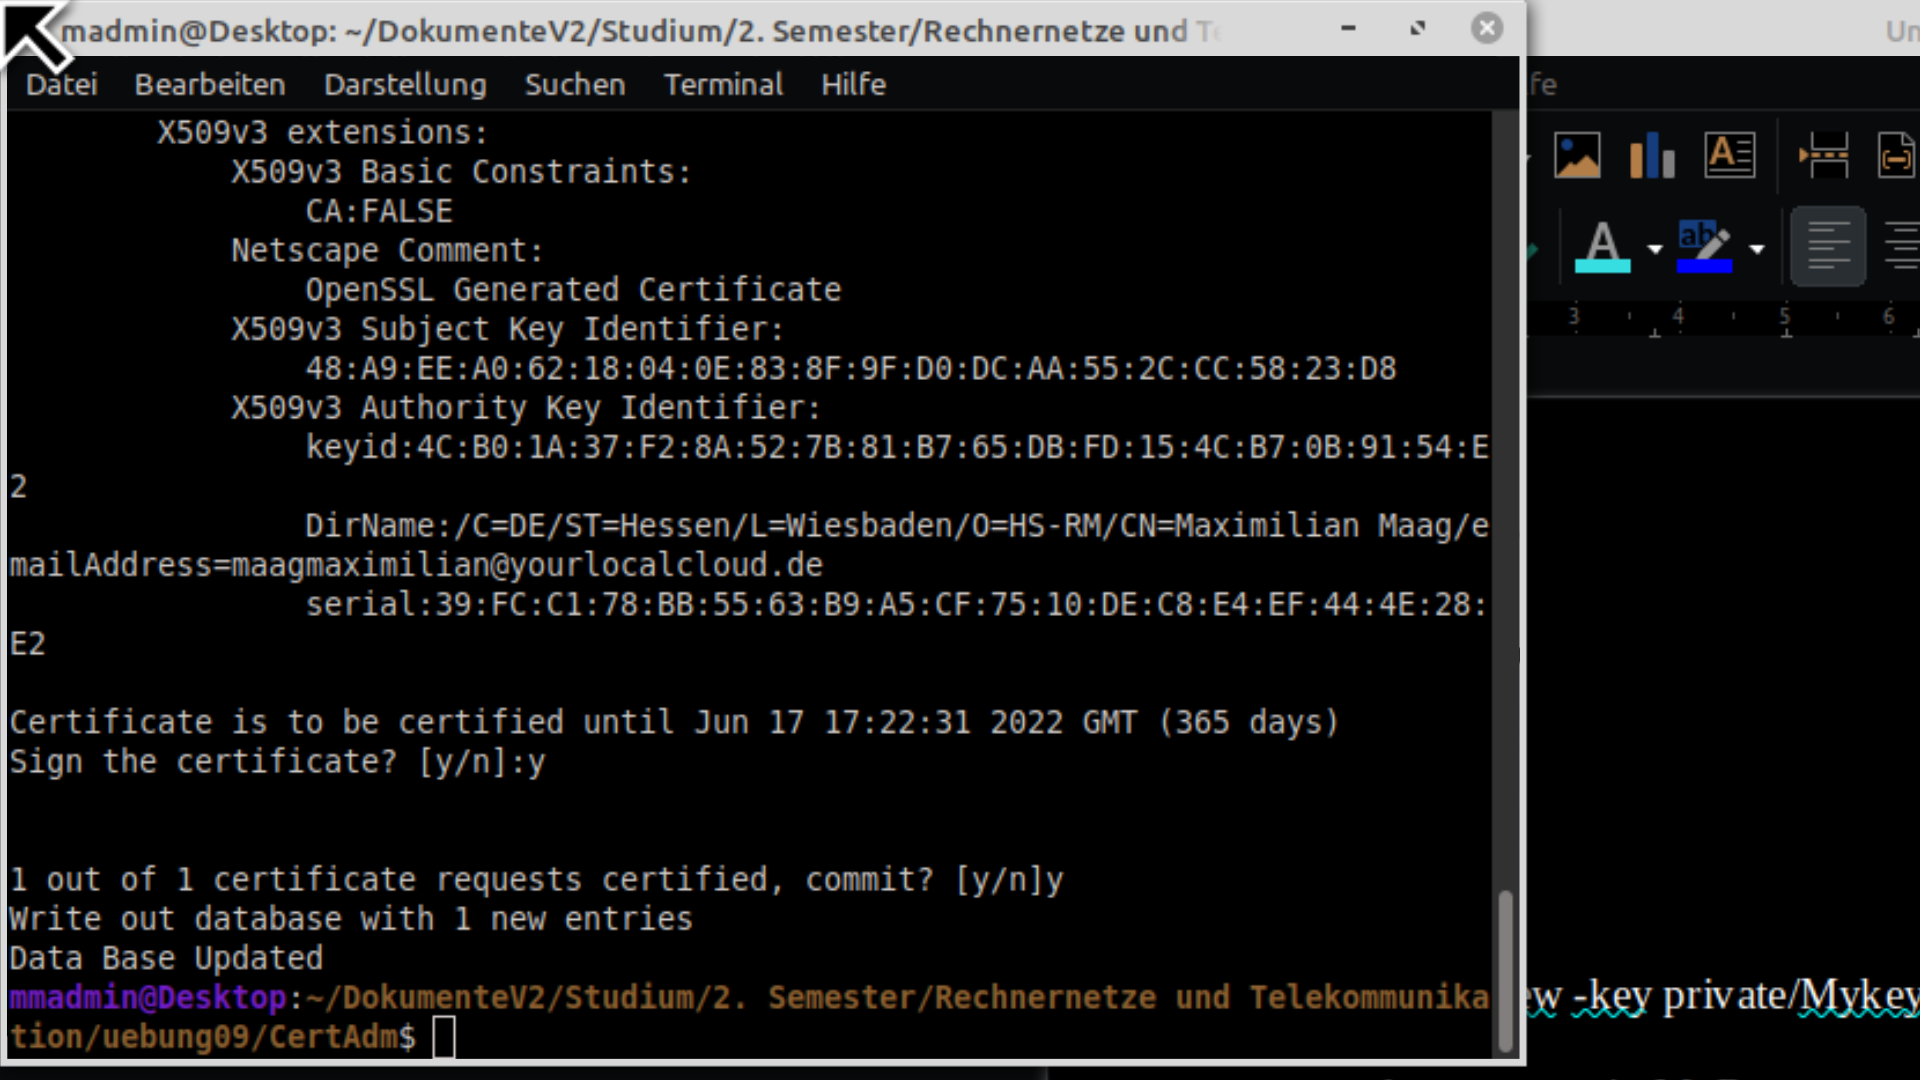 madmin@Desktop: ~/DokumenteV2/Studium/2. Semester/Rechnernetze und Te
Datei Bearbeiten Darstellung Suchen Terminal Hilfe
X509v3 extensions:
X509v3 Basic Constraints:
CA:FALSE
Netscape Comment:
OpenSSL Generated Certificate
X509v3 Subject Key Identifier:
48:A9:EE:A0:62:18:04:0E:83:8F:9F:D0:DC:AA:55:2C:CC:58:23:D8
X509v3 Authority Key Identifier:
keyid:4C:B0:1A:37:F2:8A:52:7B:81:B7:65:DB:FD:15:4C:B7:0B:91:54:E
2
DirName:/C=DE/ST=Hessen/L=Wiesbaden/O=HS-RM/CN=Maximilian Maag/e
mailAddress=maagmaximilian@yourlocalcloud.de
serial:39:FC:C1:78:BB:55:63:B9:A5:CF:75:10:DE:C8:E4:EF:44:4E:28:
E2
Certificate is to be certified until Jun 17 17:22:31 2022 GMT (365 days)
Sign the certificate? [y/n]:y
1 out of 1 certificate requests certified, commit? [y/n]y
Write out database with 1 new entries
Data Base Updated
mmadmin@Desktop:~/DokumenteV2/Studium/2. Semester/Rechnernetze und Telekommunika
tion/uebung09/CertAdm$
Un
fe
3 4 5 6
ew -key private/Mykey